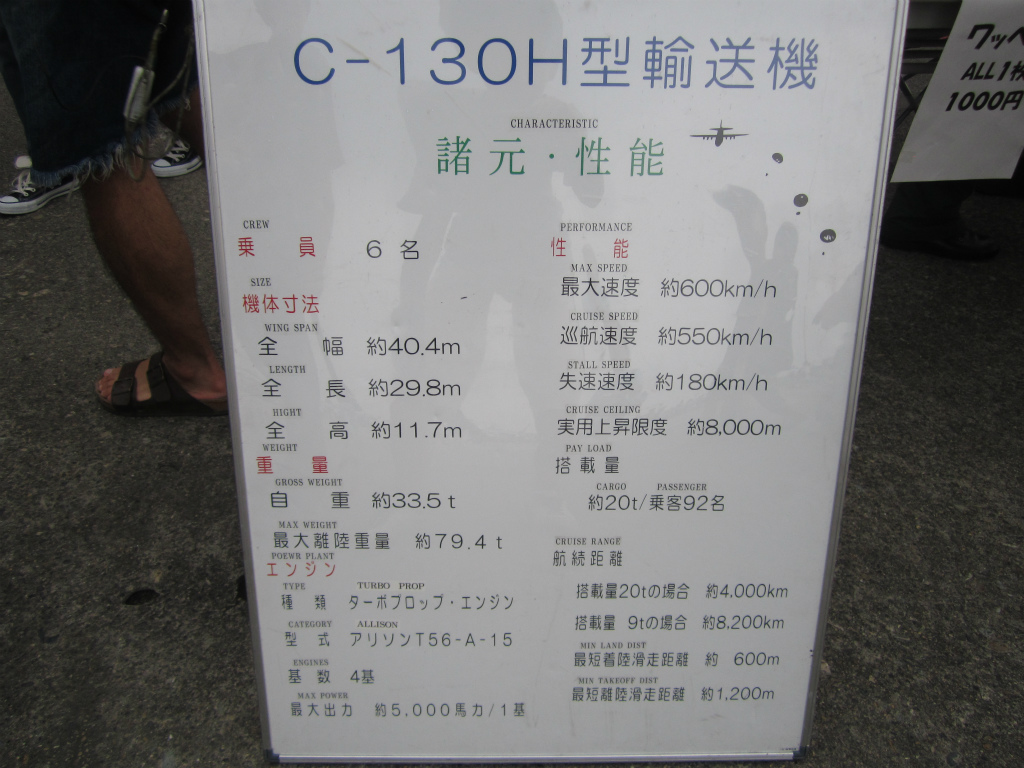 C-130H型輸送機
CHARACTERISTIC
諸元・性能
CREW
乗員 6名
SIZE
機体寸法
WING SPAN
全幅 約40.4m
LENGTH
全長 約29.8m
HIGHT
全高 約11.7m
WEIGHT
重量
GROSS WEIGHT
自重 約33.5t
MAX WEIGHT
最大離陸重量 約79.4t
POEWR PLANT
エンジン
TYPE TURBO PROP
種類 ターボプロップ・エンジン
CATEGORY ALLISON
型式 アリソンT56-A-15
ENGINES
基数 4基
MAX POWER
最大出力 約5,000馬力/1基
PERFORMANCE
性能
MAX SPEED
最大速度 約600km/h
CRUISE SPEED
巡航速度 約550km/h
STALL SPEED
失速速度 約180km/h
CRUISE CEILING
実用上昇限度 約8,000m
PAY LOAD
搭載量
CARGO PASSENGER
約20t/乗客92名
CRUISE RANGE
航続距離
搭載量20tの場合 約4,000km
搭載量 9tの場合 約8,200km
MIN LAND DIST
最短着陸滑走距離 約 600m
MIN TAKEOFF DIST
最短離陸滑走距離 約1,200m
ワッペ
ALL1枚
1000円